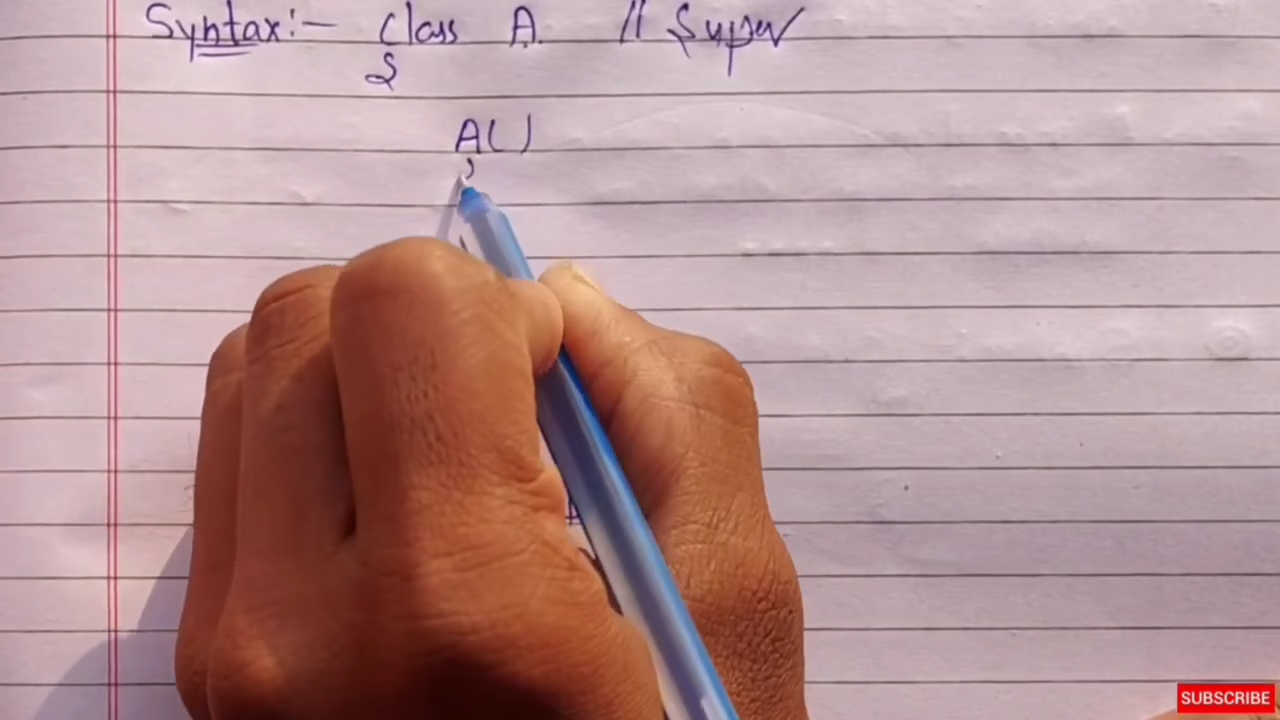 Syntax:- Class A // Super
{
A()
{
SUBSCRIBE